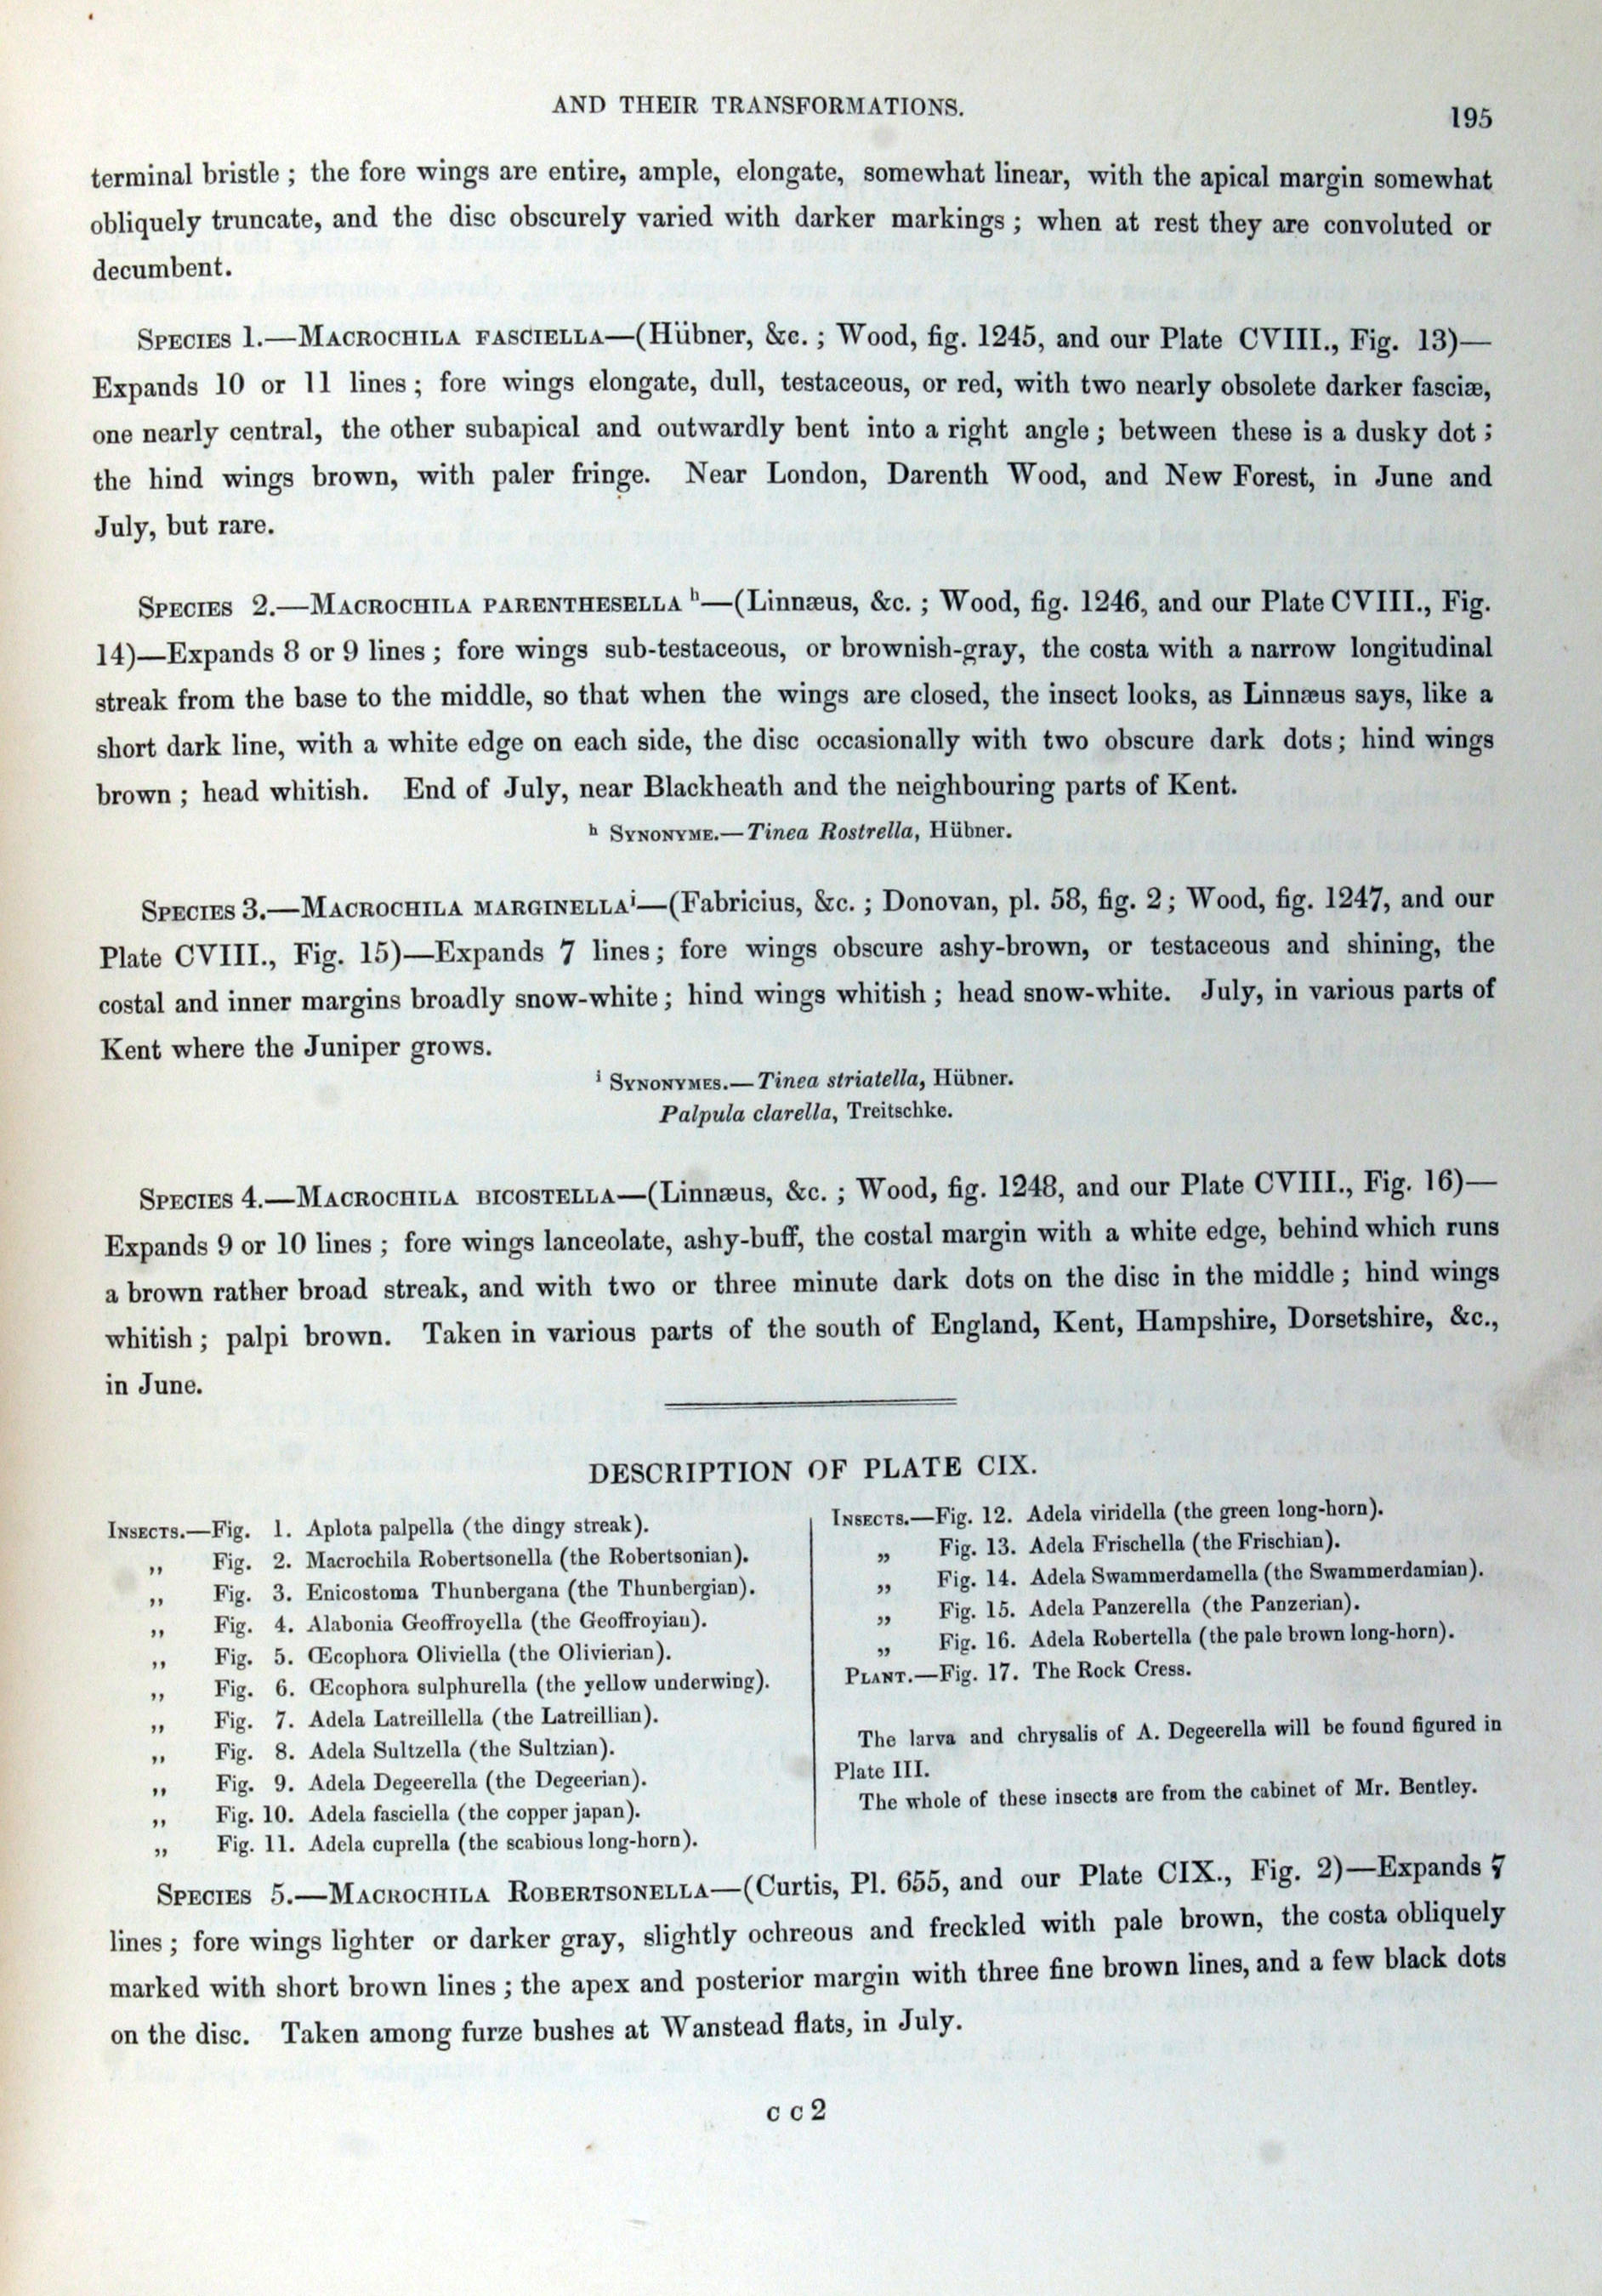 AND THEIR TRANSFORMATIONS.
195
terminal bristle ; the fore wings are entire, ample, elongate, somewhat linear, with the apical margin somewhat
obliquely truncate, and the disc obscurely varied with darker markings ; when at rest they are convoluted or
decumbent.
Species 1.—Macrochila fasciella—(Hübner, &c. ; Wood, fig. 1245, and our Plate CVIII., Fig. 13)—
Expands 10 or 11 lines ; fore wings elongate, dull, testaceous, or red, with two nearly obsolete darker fasciæ,
one nearly central, the other subapical and outwardly bent into a right angle ; between these is a dusky dot ;
the hind wings brown, with paler fringe. Near London, Darenth Wood, and New Forest, in June and
July, but rare.
Species 2.—Macrochila parenthesella h—(Linnæus, &c. ; Wood, fig. 1246, and our Plate CVIII., Fig.
14)—Expands 8 or 9 lines ; fore wings sub-testaceous, or brownish-gray, the costa with a narrow longitudinal
streak from the base to the middle, so that when the wings are closed, the insect looks, as Linnæus says, like a
short dark line, with a white edge on each side, the disc occasionally with two obscure dark dots ; hind wings
brown ; head whitish. End of July, near Blackheath and the neighbouring parts of Kent.
h Synonyme.—Tinea Rostrella, Hübner.
Species 3.—Macrochila marginella i—(Fabricius, &c. ; Donovan, pl. 58, fig. 2 ; Wood, fig. 1247, and our
Plate CVIII., Fig. 15)—Expands 7 lines ; fore wings obscure ashy-brown, or testaceous and shining, the
costal and inner margins broadly snow-white ; hind wings whitish ; head snow-white. July, in various parts of
Kent where the Juniper grows.
i Synonymes.—Tinea striatella, Hübner.
Palpula clarella, Treitschke.
Species 4.—Macrochila bicostella—(Linnæus, &c. ; Wood, fig. 1248, and our Plate CVIII., Fig. 16)—
Expands 9 or 10 lines ; fore wings lanceolate, ashy-buff, the costal margin with a white edge, behind which runs
a brown rather broad streak, and with two or three minute dark dots on the disc in the middle ; hind wings
whitish ; palpi brown. Taken in various parts of the south of England, Kent, Hampshire, Dorsetshire, &c.,
in June.
DESCRIPTION OF PLATE CIX.
Insects.—Fig. 1. Aplota palpella (the dingy streak).
„ Fig. 2. Macrochila Robertsonella (the Robertsonian).
„ Fig. 3. Enicostoma Thunbergana (the Thunbergian).
„ Fig. 4. Alabonia Geoffroyella (the Geoffroyian).
„ Fig. 5. Œcophora Oliviella (the Olivierian).
„ Fig. 6. Œcophora sulphurella (the yellow underwing).
„ Fig. 7. Adela Latreillella (the Latreillian).
„ Fig. 8. Adela Sultzella (the Sultzian).
„ Fig. 9. Adela Degeerella (the Degeerian).
„ Fig. 10. Adela fasciella (the copper japan).
„ Fig. 11. Adela cuprella (the scabious long-horn).
Insects.—Fig. 12. Adela viridella (the green long-horn).
„ Fig. 13. Adela Frischella (the Frischian).
„ Fig. 14. Adela Swammerdamella (the Swammerdamian).
„ Fig. 15. Adela Panzerella (the Panzerian).
„ Fig. 16. Adela Robertella (the pale brown long-horn).
Plant.—Fig. 17. The Rock Cress.
The larva and chrysalis of A. Degeerella will be found figured in
Plate III.
The whole of these insects are from the cabinet of Mr. Bentley.
Species 5.—Macrochila Robertsonella—(Curtis, Pl. 655, and our Plate CIX., Fig. 2)—Expands 7
lines ; fore wings lighter or darker gray, slightly ochreous and freckled with pale brown, the costa obliquely
marked with short brown lines ; the apex and posterior margin with three fine brown lines, and a few black dots
on the disc. Taken among furze bushes at Wanstead flats, in July.
c c 2